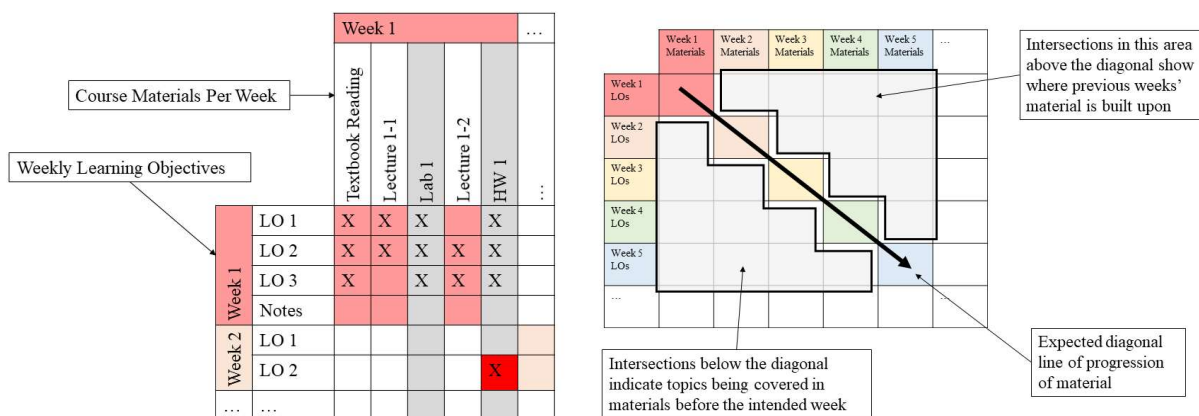 Week 1
…
Course Materials Per Week
Textbook Reading
Lecture 1-1
Lab 1
Lecture 1-2
HW 1
…
Weekly Learning Objectives
Week 1
LO 1
X X X X
LO 2
X X X X X
LO 3
X X X X
Notes
Week 2
LO 1
LO 2
X
… …
Week 1 Materials
Week 2 Materials
Week 3 Materials
Week 4 Materials
Week 5 Materials
…
Week 1
LOs
Week 2
LOs
Week 3
LOs
Week 4
LOs
Week 5
LOs
…
Intersections in this area
above the diagonal show
where previous weeks’
material is built upon
Intersections below the diagonal
indicate topics being covered in
materials before the intended week
Expected diagonal
line of progression
of material